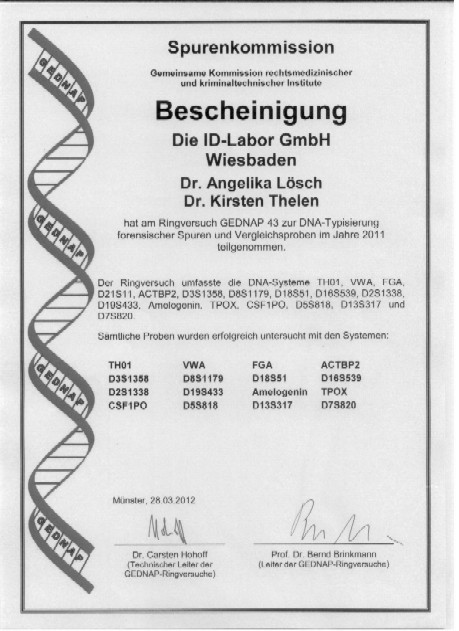 GEDNAP
GEDNAP
GEDNAP
GEDNAP
Spurenkommission
Gemeinsame Kommission rechtsmedizinischer
und kriminaltechnischer Institute
Bescheinigung
Die ID-Labor GmbH
Wiesbaden
Dr. Angelika Lösch
Dr. Kirsten Thelen
hat am Ringversuch GEDNAP 43 zur DNA-Typisierung
forensischer Spuren und Vergleichsproben im Jahre 2011
teilgenommen.
Der Ringversuch umfasste die DNA-Systeme TH01, VWA, FGA,
D21S11, ACTBP2, D3S1358, D8S1179, D18S51, D16S539, D2S1338,
D19S433, Amelogenin, TPOX, CSF1PO, D5S818, D13S317 und
D7S820.
Sämtliche Proben wurden erfolgreich untersucht mit den Systemen:
TH01 VWA FGA ACTBP2
D3S1358 D8S1179 D18S51 D16S539
D2S1338 D19S433 Amelogenin TPOX
CSF1PO D5S818 D13S317 D7S820
Münster, 28.03.2012
Dr. Carsten Hohoff
(Technischer Leiter der
GEDNAP-Ringversuche)
Prof. Dr. Bernd Brinkmann
(Leiter der GEDNAP-Ringversuche)